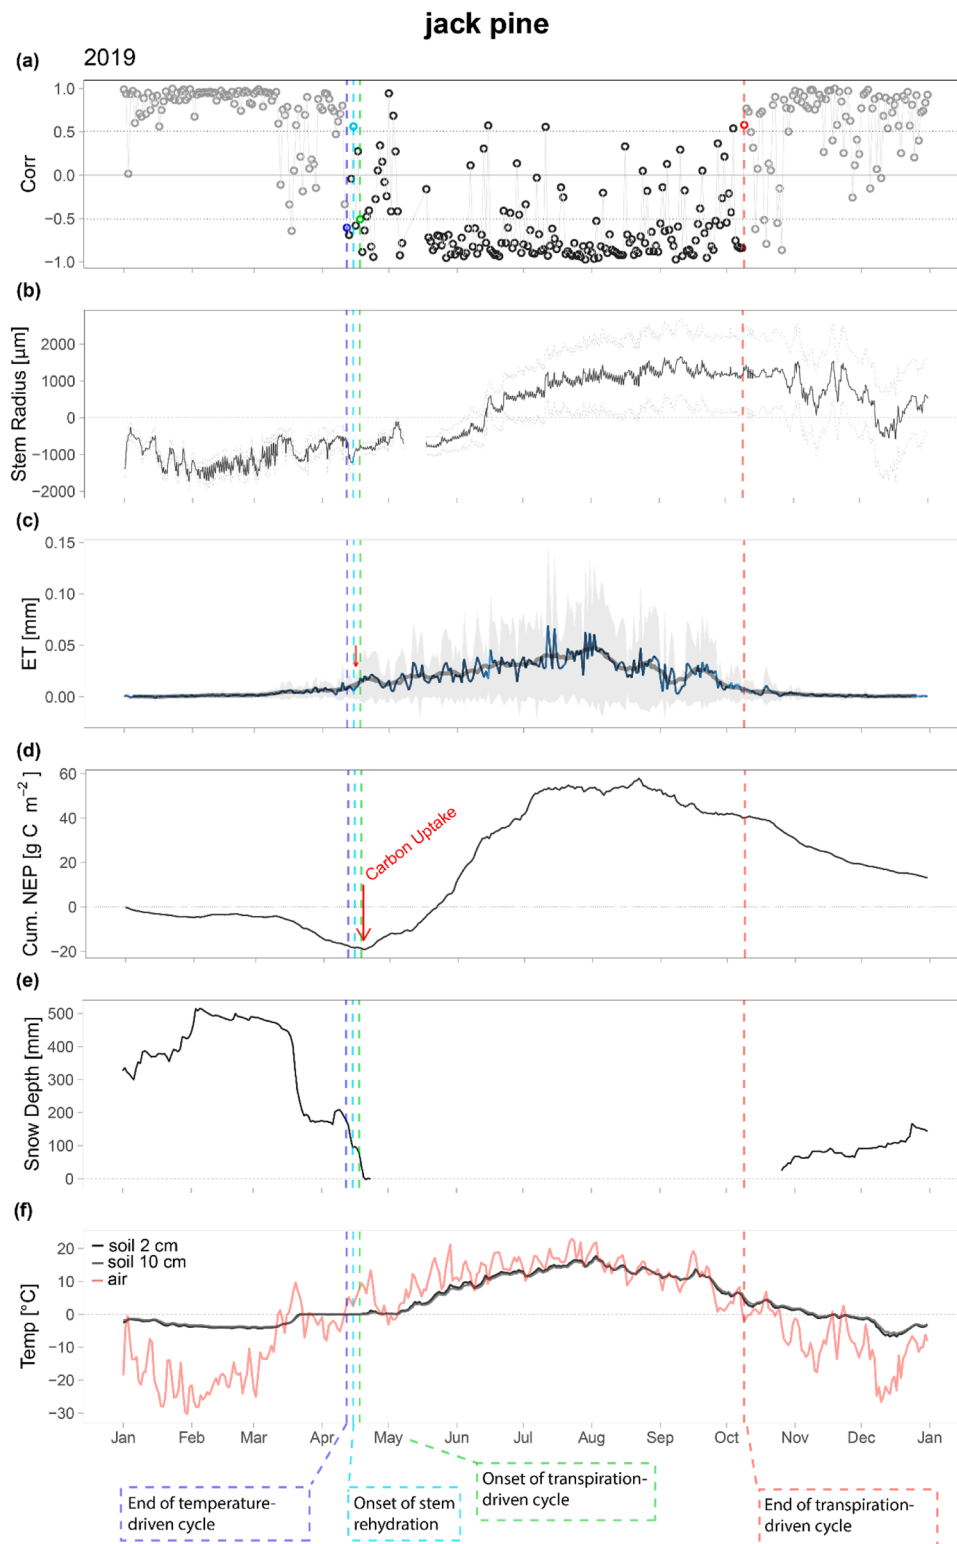 jack pine
(a)
2019
1.0
0.5
0.0
−0.5
−1.0
Corr
(b)
2000
1000
0
−1000
−2000
Stem Radius [µm]
(c)
0.15
0.10
0.05
0.00
ET [mm]
(d)
60
40
20
0
−20
Cum. NEP [g C m⁻²]
Carbon Uptake
(e)
500
400
300
200
100
0
Snow Depth [mm]
(f)
soil 2 cm
soil 10 cm
air
20
10
0
−10
−20
−30
Temp [°C]
Jan Feb Mar Apr May Jun Jul Aug Sep Oct Nov Dec Jan
End of temperature-
driven cycle
Onset of stem
rehydration
Onset of transpiration-
driven cycle
End of transpiration-
driven cycle